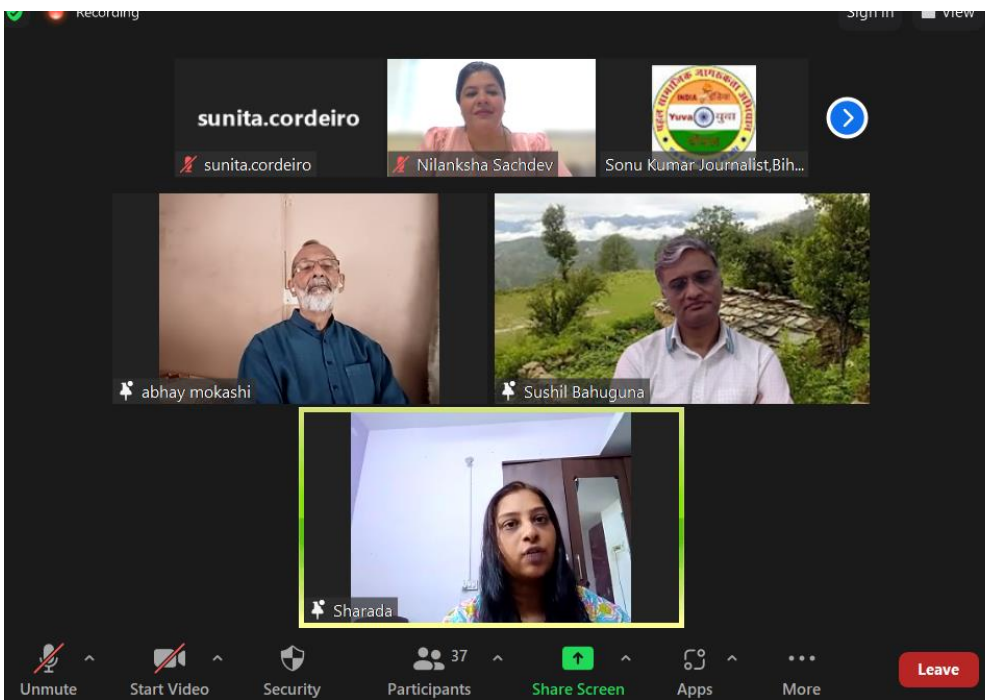 Recording
Sign in
View
sunita.cordeiro
sunita.cordeiro
Nilanksha Sachdev
INDIA
Yuva युवा
Sonu Kumar Journalist,Bih...
abhay mokashi
Sushil Bahuguna
Sharada
37
Unmute
Start Video
Security
Participants
Share Screen
Apps
More
Leave